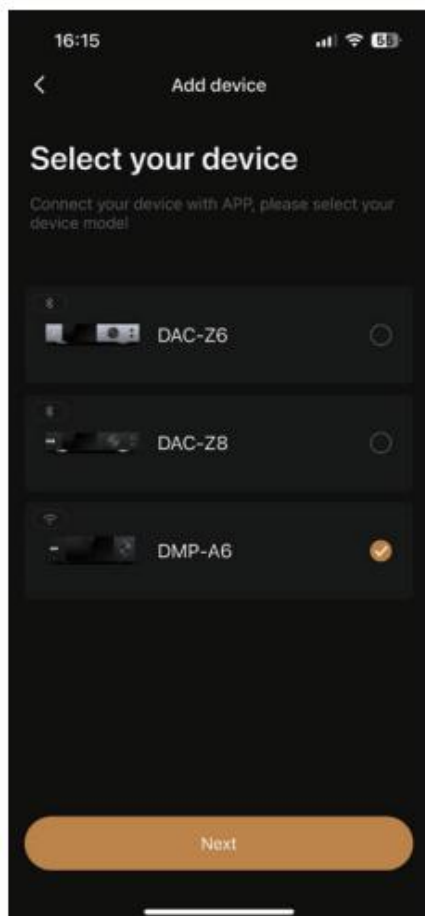 16:15
55
Add device
Select your device
Connect your device with APP, please select your
device model
DAC-Z6
DAC-Z8
DMP-A6
Next